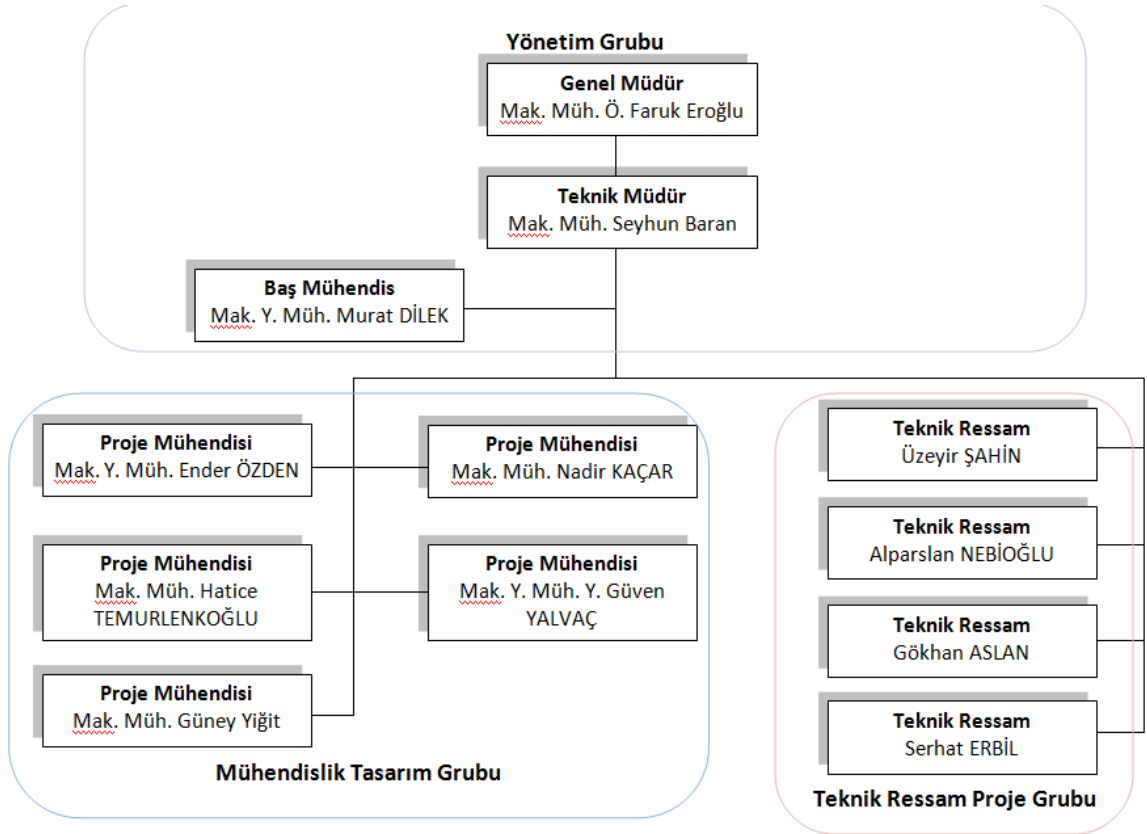 Yönetim Grubu
Genel Müdür
Mak. Müh. Ö. Faruk Eroğlu
Teknik Müdür
Mak. Müh. Seyhun Baran
Baş Mühendis
Mak. Y. Müh. Murat DİLEK
Proje Mühendisi
Mak. Y. Müh. Ender ÖZDEN
Proje Mühendisi
Mak. Müh. Nadir KAÇAR
Proje Mühendisi
Mak. Müh. Hatice
TEMURLENKOĞLU
Proje Mühendisi
Mak. Y. Müh. Y. Güven
YALVAÇ
Proje Mühendisi
Mak. Müh. Güney Yiğit
Mühendislik Tasarım Grubu
Teknik Ressam
Üzeyir ŞAHİN
Teknik Ressam
Alparslan NEBİOĞLU
Teknik Ressam
Gökhan ASLAN
Teknik Ressam
Serhat ERBİL
Teknik Ressam Proje Grubu